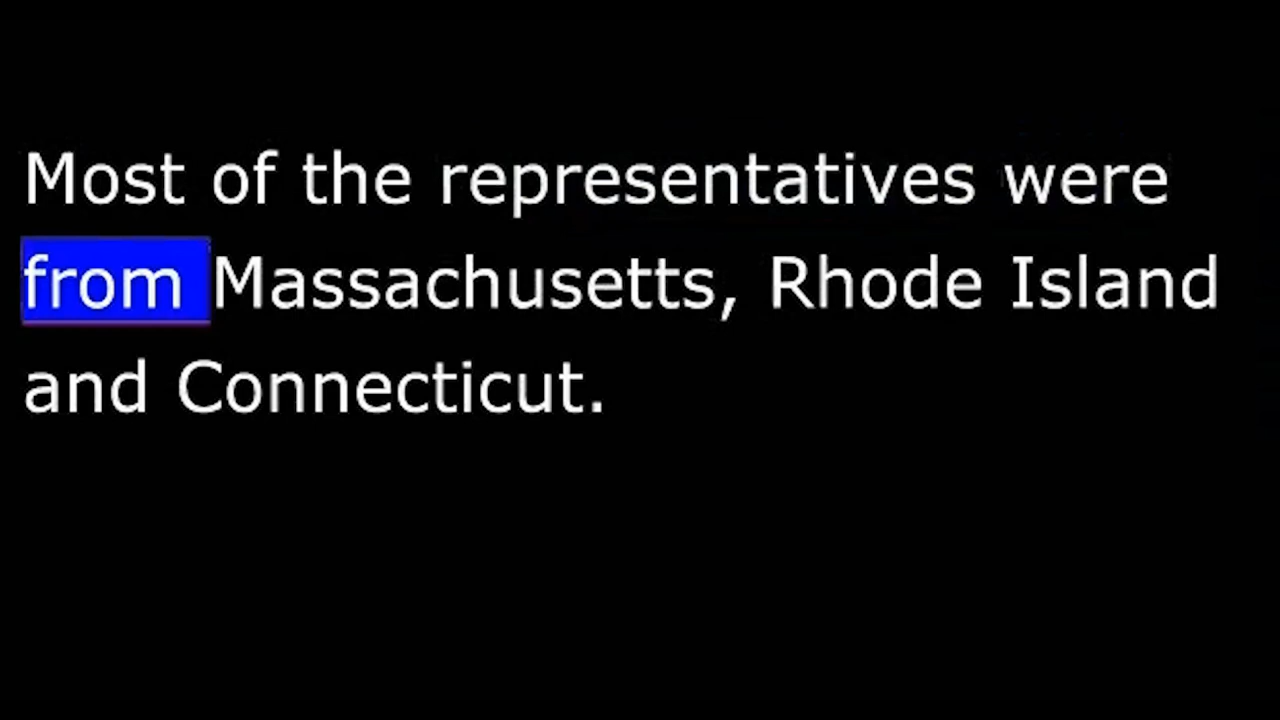 Most of the representatives were
from Massachusetts, Rhode Island
and Connecticut.